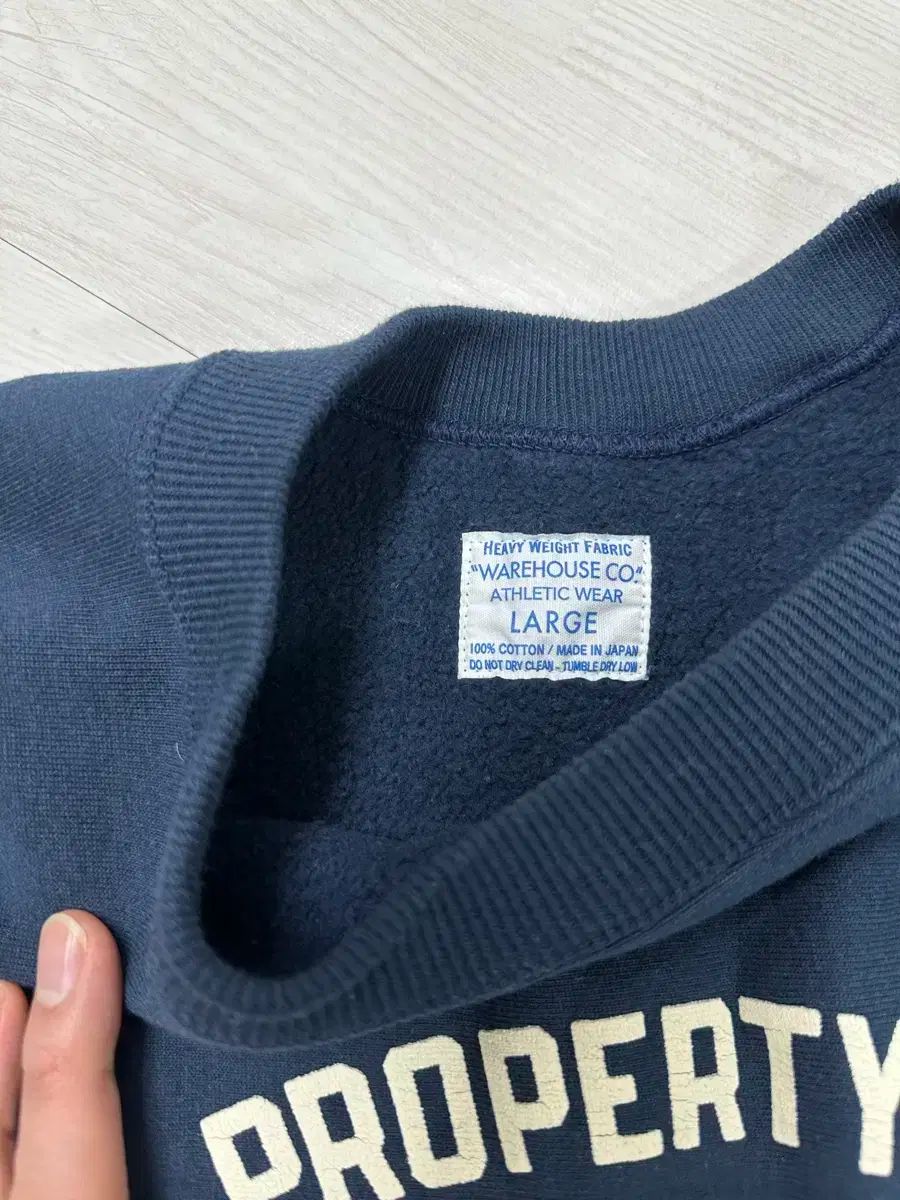 HEAVY WEIGHT FABRIC
"WAREHOUSE CO."
ATHLETIC WEAR
LARGE
100% COTTON / MADE IN JAPAN
DO NOT DRY CLEAN - TUMBLE DRY LOW
PROPERTY